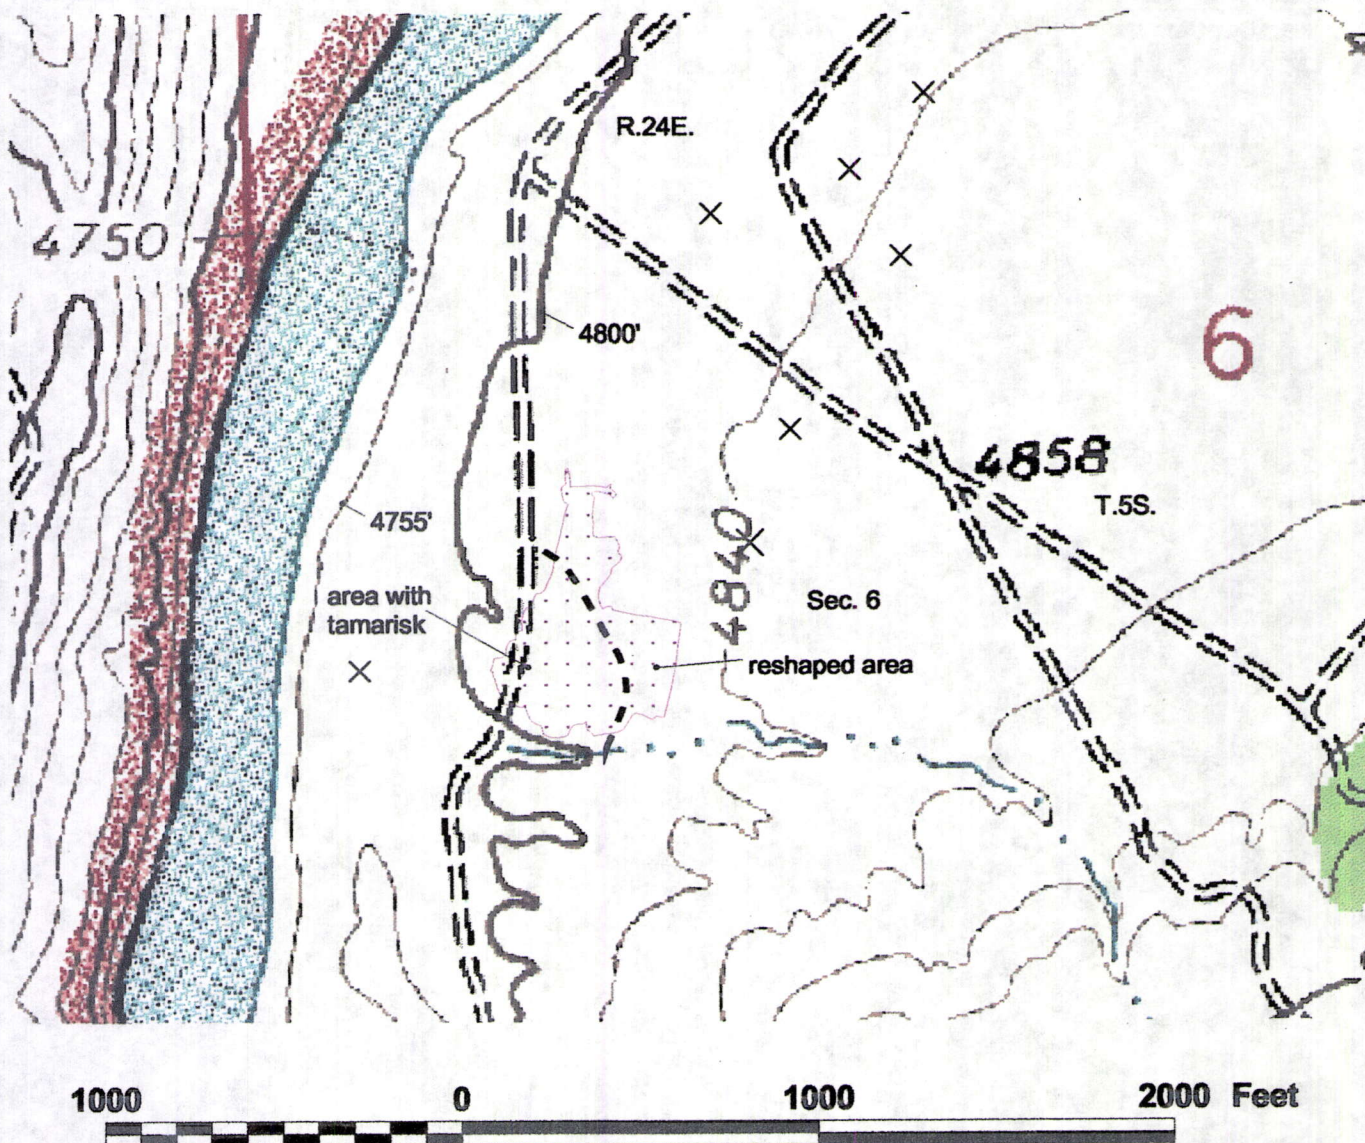 R.24E.
4750
4800'
6
4858
T.5S.
4755'
4840
area with
tamarisk
Sec. 6
reshaped area
1000 0 1000 2000 Feet